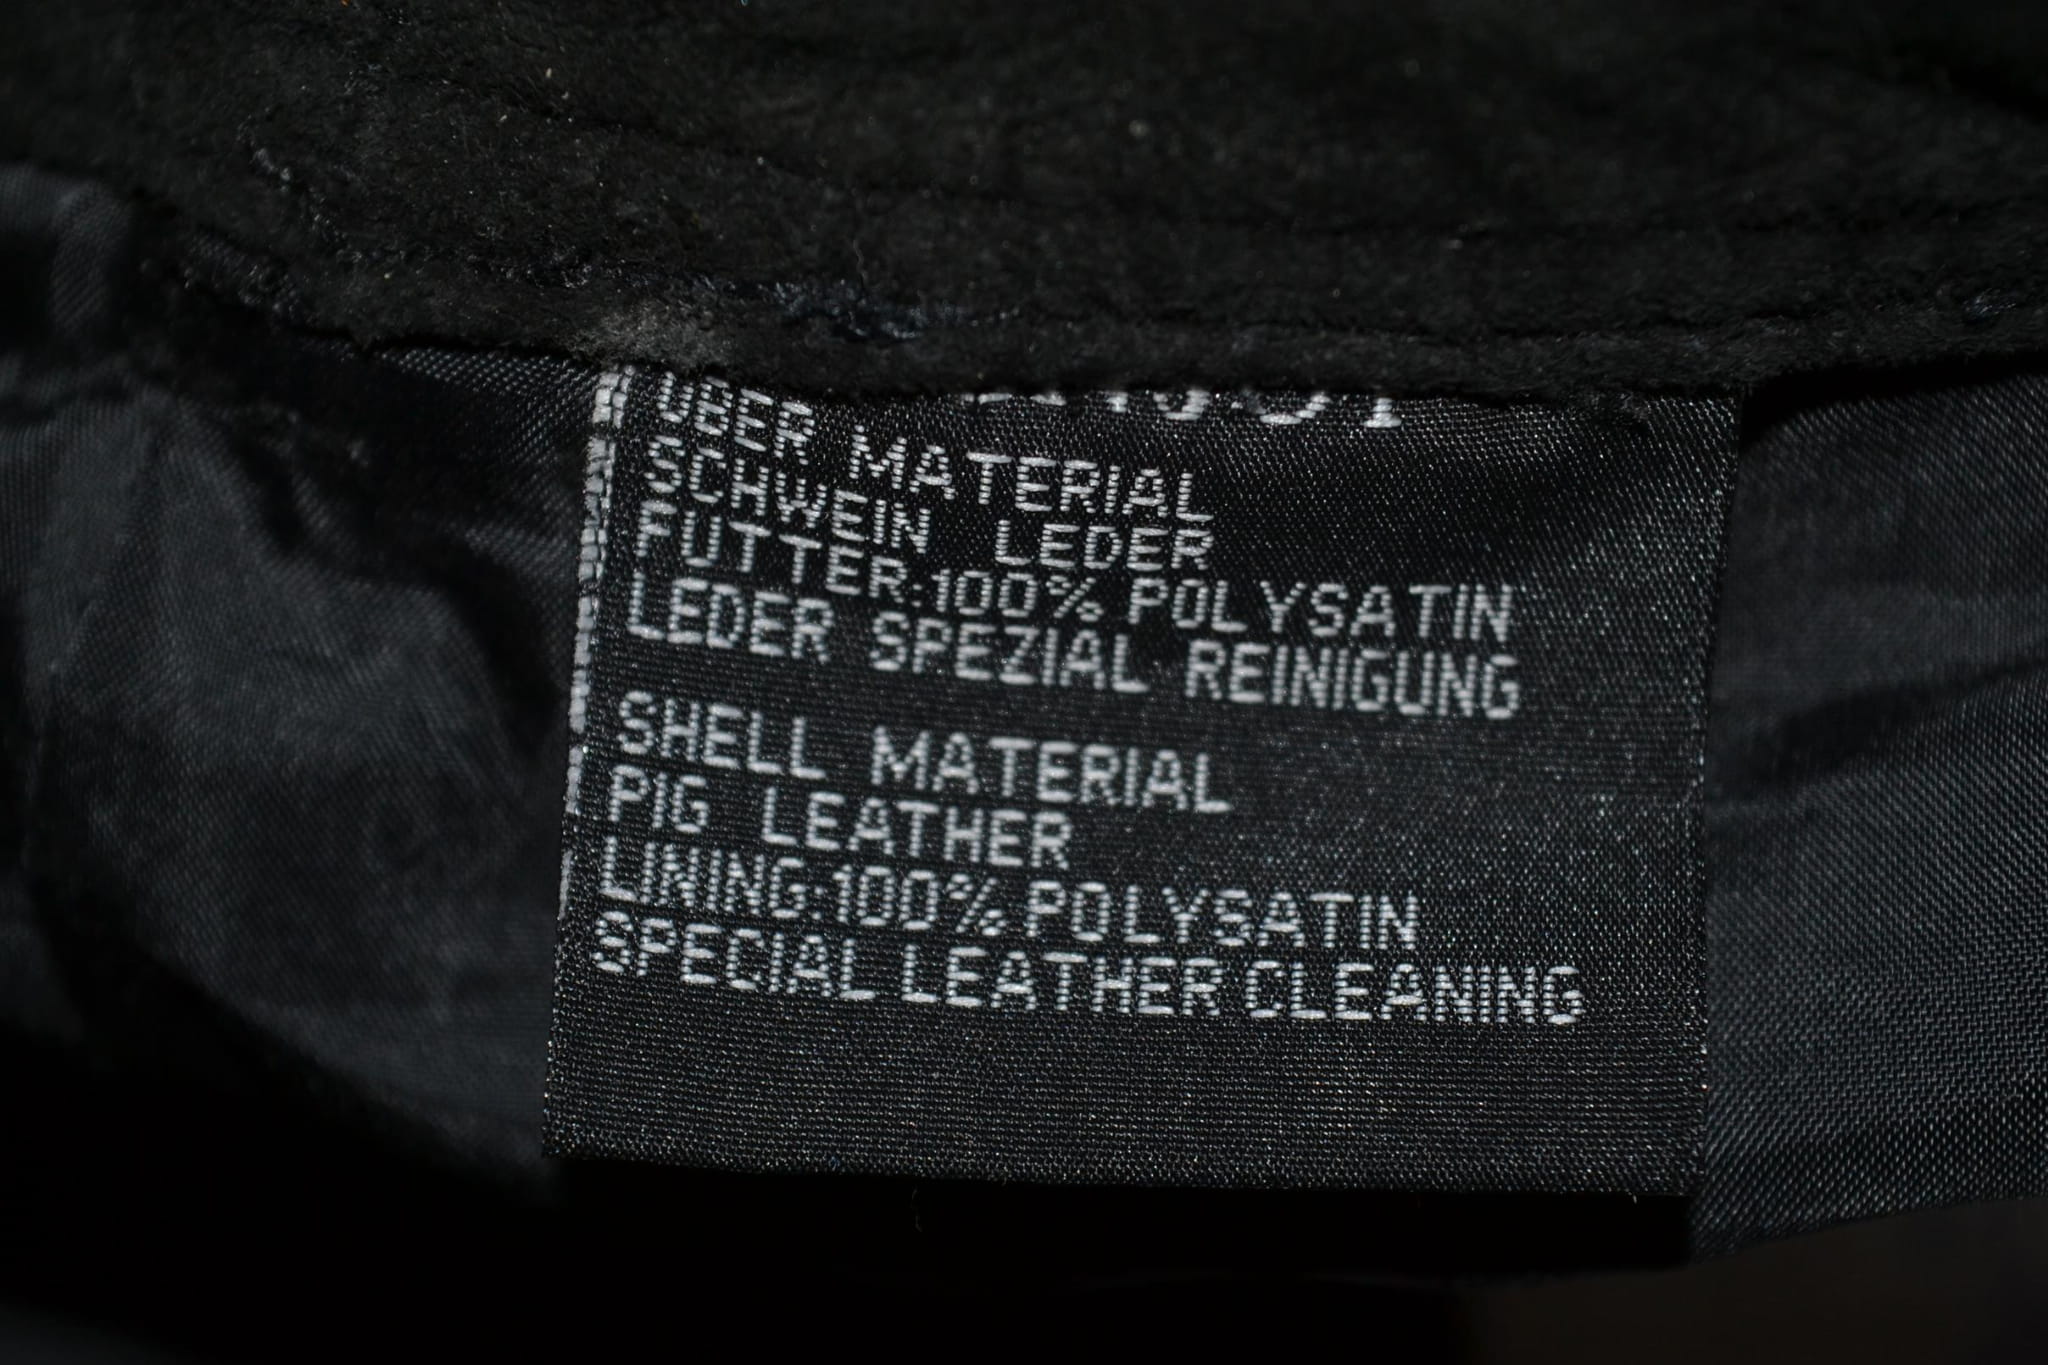 ÜBER MATERIAL
SCHWEIN LEDER
FUTTER:100% POLYSATIN
LEDER SPEZIAL REINIGUNG
SHELL MATERIAL
PIG LEATHER
LINING:100% POLYSATIN
SPECIAL LEATHER CLEANING